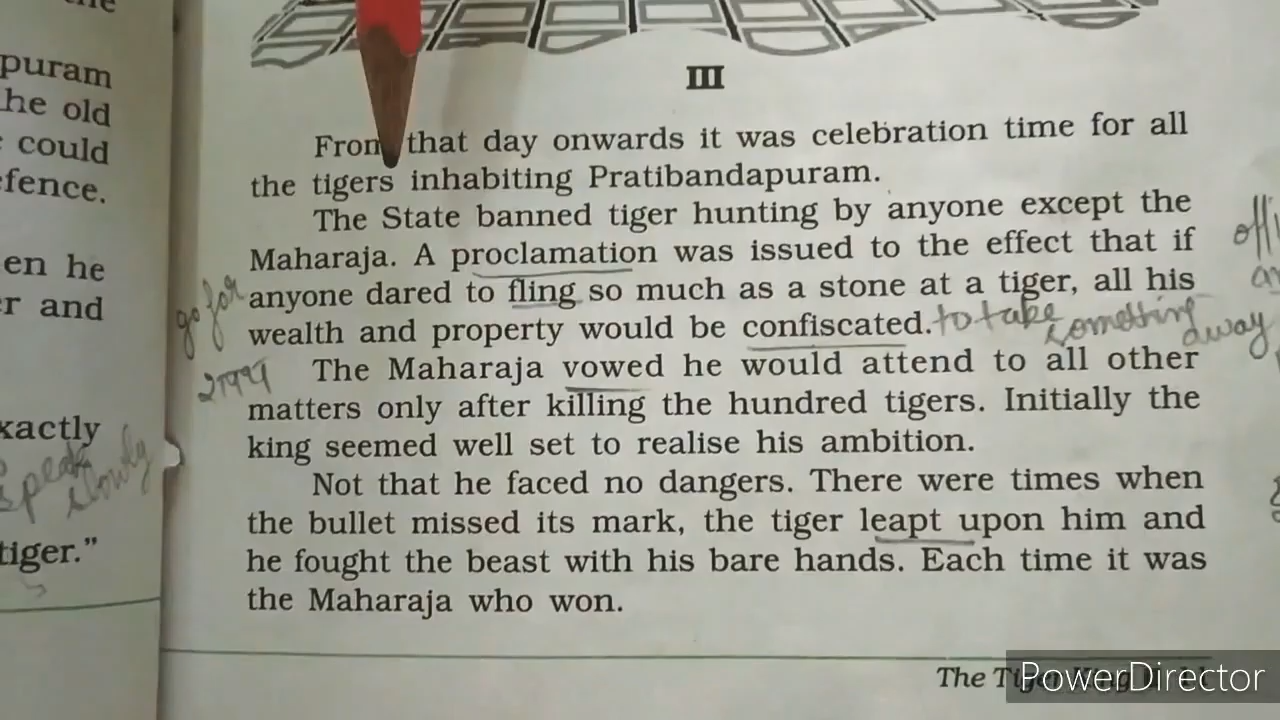 puram
he old
could
fence.
en he
r and
xactly
speak
slowly
tiger."
III
From that day onwards it was celebration time for all
the tigers inhabiting Pratibandapuram.
The State banned tiger hunting by anyone except the
Maharaja. A proclamation was issued to the effect that if
go for
anyone dared to fling so much as a stone at a tiger, all his
wealth and property would be confiscated. to take
away
The Maharaja vowed he would attend to all other
matters only after killing the hundred tigers. Initially the
king seemed well set to realise his ambition.
Not that he faced no dangers. There were times when
the bullet missed its mark, the tiger leapt upon him and
he fought the beast with his bare hands. Each time it was
the Maharaja who won.
The
PowerDirector